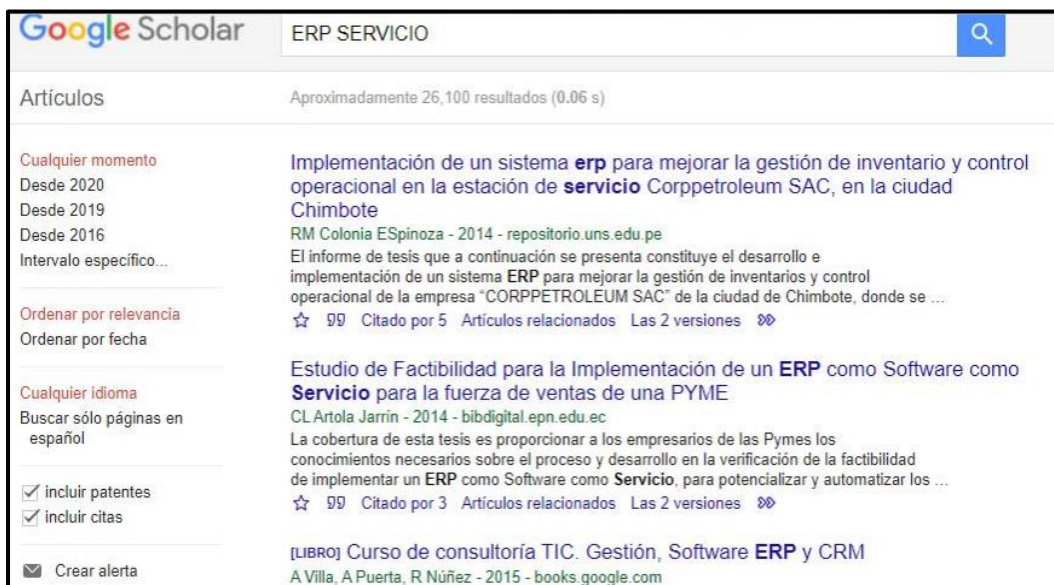 Google Scholar
ERP SERVICIO
Artículos
Aproximadamente 26,100 resultados (0.06 s)
Cualquier momento
Desde 2020
Desde 2019
Desde 2016
Intervalo específico...
Ordenar por relevancia
Ordenar por fecha
Cualquier idioma
Buscar sólo páginas en
español
incluir patentes
incluir citas
Crear alerta
Implementación de un sistema erp para mejorar la gestión de inventario y control
operacional en la estación de servicio Corppetroleum SAC, en la ciudad
Chimbote
RM Colonia ESpinoza - 2014 - repositorio.uns.edu.pe
El informe de tesis que a continuación se presenta constituye el desarrollo e
implementación de un sistema ERP para mejorar la gestión de inventarios y control
operacional de la empresa “CORPPETROLEUM SAC” de la ciudad de Chimbote, donde se ...
Citado por 5 Artículos relacionados Las 2 versiones
Estudio de Factibilidad para la Implementación de un ERP como Software como
Servicio para la fuerza de ventas de una PYME
CL Artola Jarrín - 2014 - bibdigital.epn.edu.ec
La cobertura de esta tesis es proporcionar a los empresarios de las Pymes los
conocimientos necesarios sobre el proceso y desarrollo en la verificación de la factibilidad
de implementar un ERP como Software como Servicio, para potencializar y automatizar los ...
Citado por 3 Artículos relacionados Las 2 versiones
[LIBRO] Curso de consultoría TIC. Gestión, Software ERP y CRM
A Villa, A Puerta, R Núñez - 2015 - books.google.com